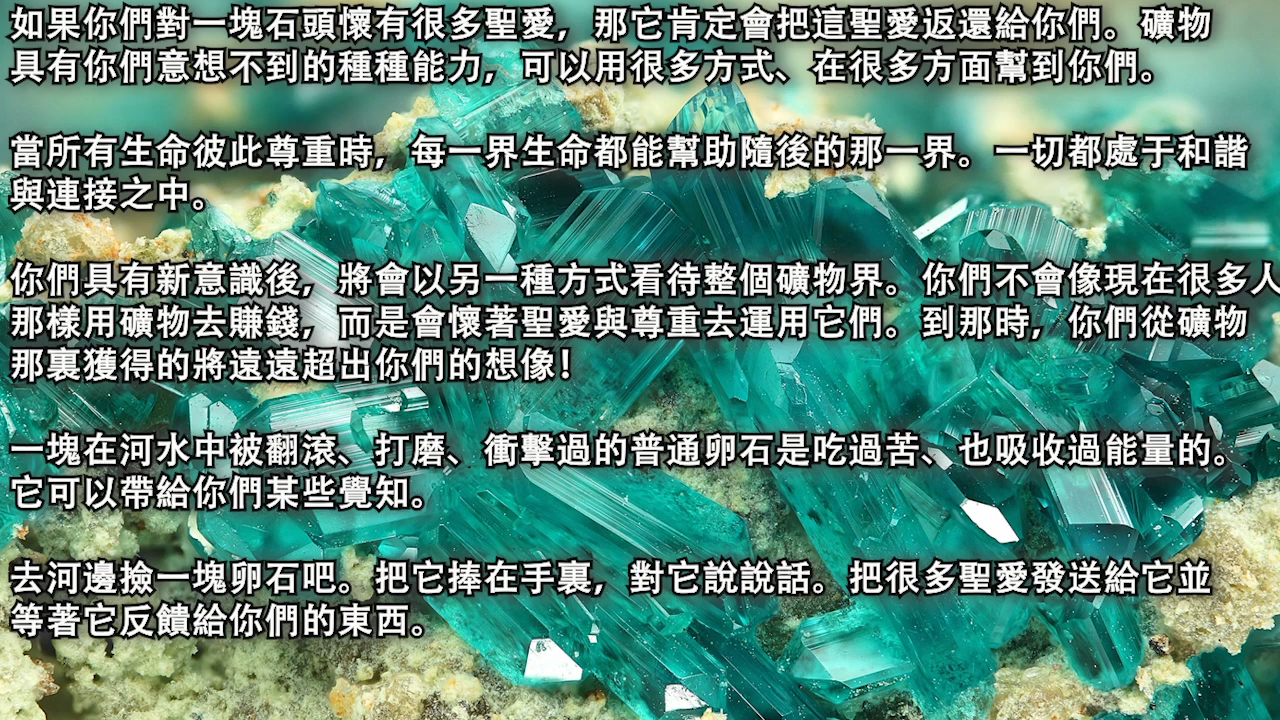 如果你們對一塊石頭懷有很多聖愛，那它肯定會把這聖愛返還給你們。礦物
具有你們意想不到的種種能力，可以用很多方式、在很多方面幫到你們。
當所有生命彼此尊重時，每一界生命都能幫助隨後的那一界。一切都處于和諧
與連接之中。
你們具有新意識後，將會以另一種方式看待整個礦物界。你們不會像現在很多人
那樣用礦物去賺錢，而是會懷著聖愛與尊重去運用它們。到那時，你們從礦物
那裏獲得的將遠遠超出你們的想像！
一塊在河水中被翻滾、打磨、衝擊過的普通卵石是吃過苦、也吸收過能量的。
它可以帶給你們某些覺知。
去河邊撿一塊卵石吧。把它捧在手裏，對它說說話。把很多聖愛發送給它並
等著它反饋給你們的東西。